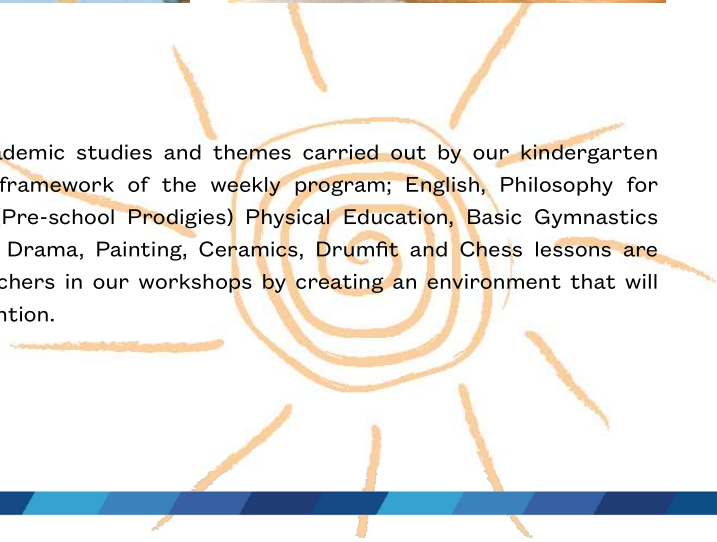 ademic studies and themes carried out by our kindergarten
framework of the weekly program; English, Philosophy for
(Pre-school Prodigies) Physical Education, Basic Gymnastics
Drama, Painting, Ceramics, Drumfit and Chess lessons are
chers in our workshops by creating an environment that will
ntion.